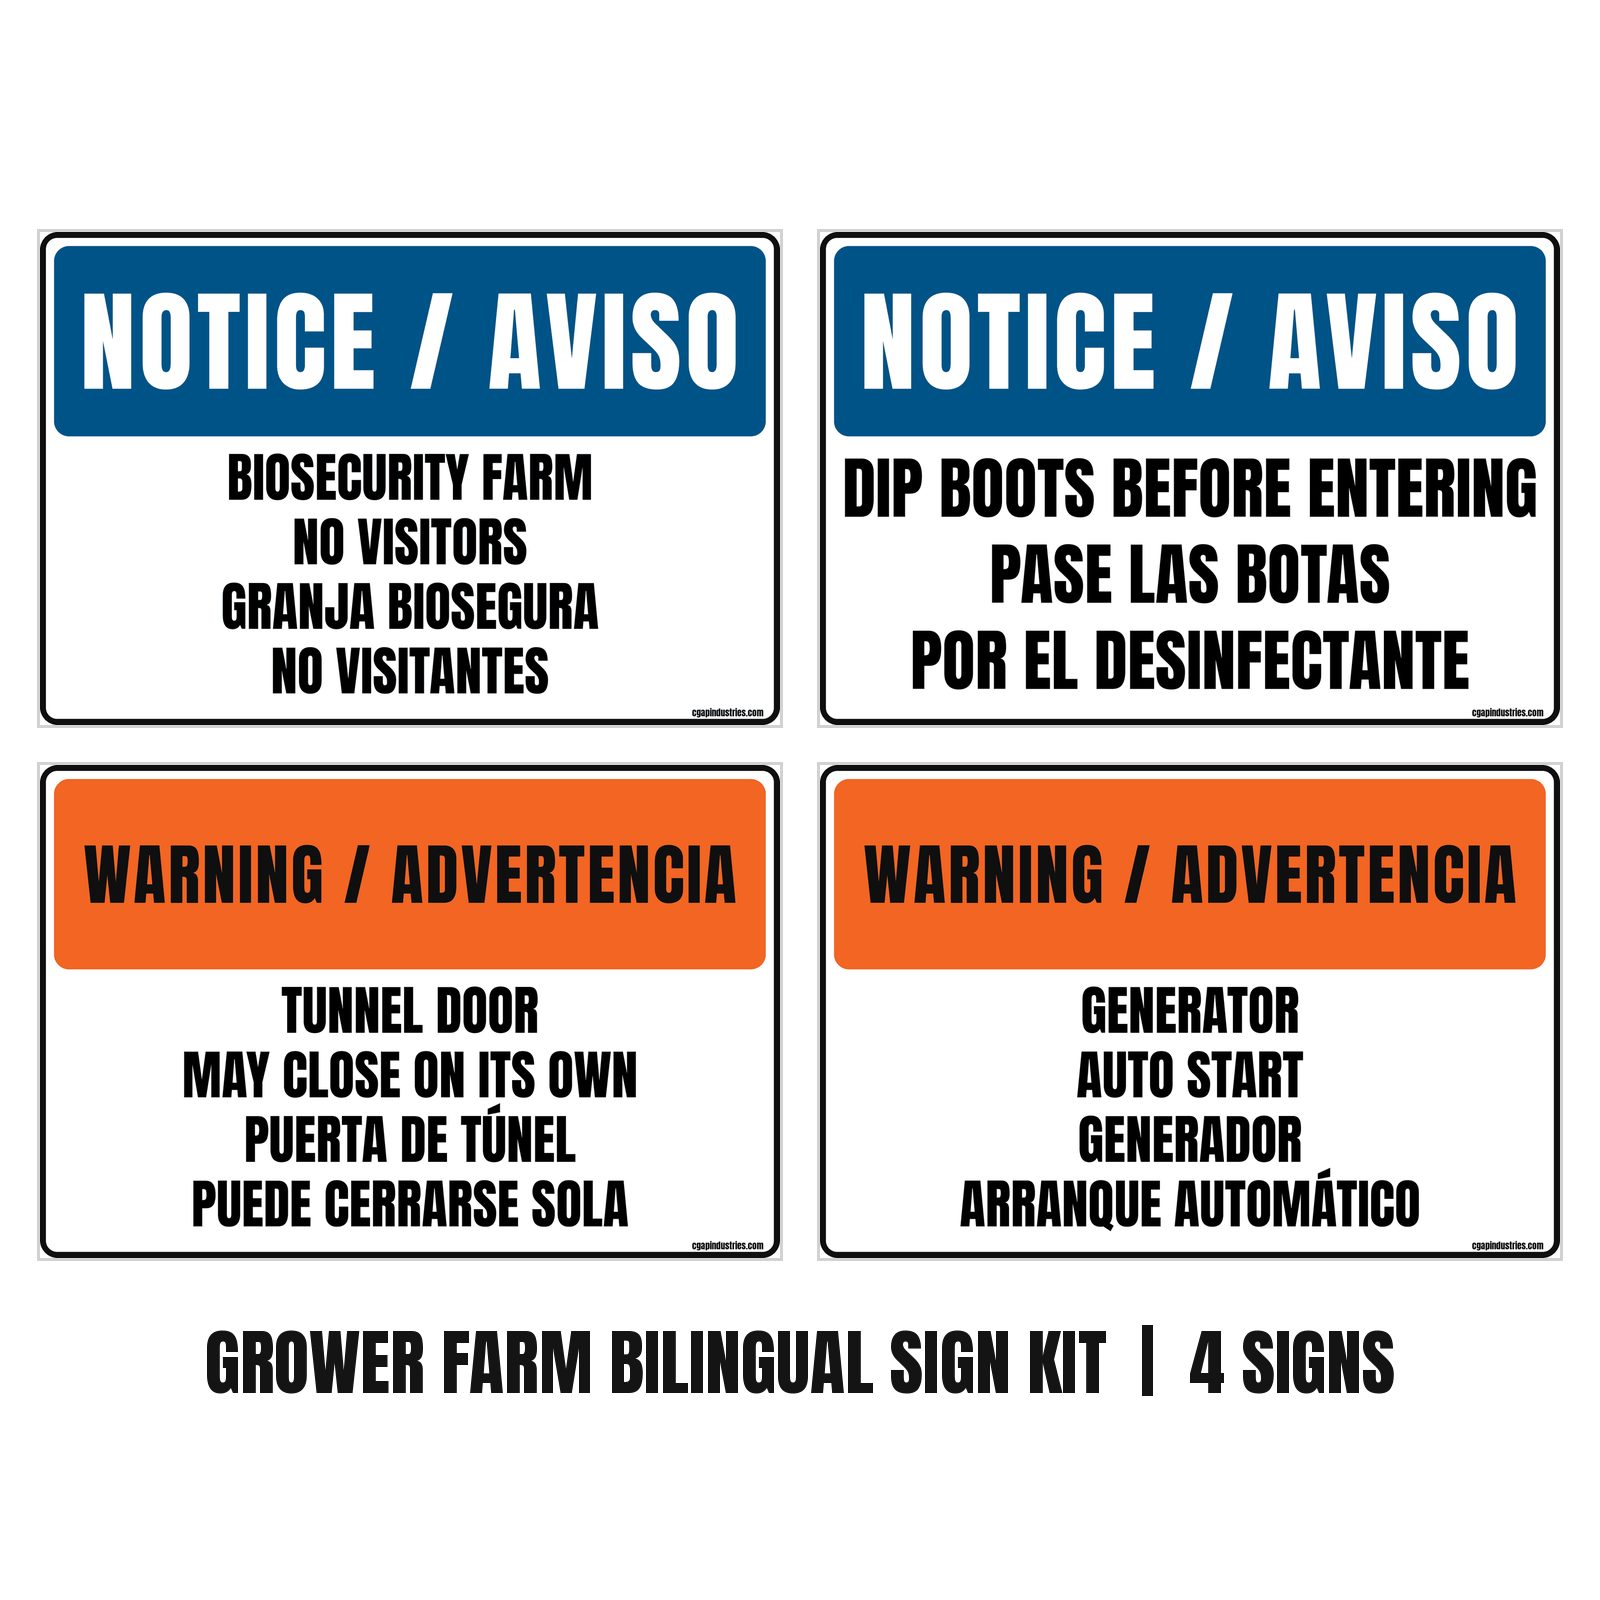 NOTICE / AVISO
BIOSECURITY FARM
NO VISITORS
GRANJA BIOSEGURA
NO VISITANTES
cgapindustries.com
NOTICE / AVISO
DIP BOOTS BEFORE ENTERING
PASE LAS BOTAS
POR EL DESINFECTANTE
cgapindustries.com
WARNING / ADVERTENCIA
TUNNEL DOOR
MAY CLOSE ON ITS OWN
PUERTA DE TÚNEL
PUEDE CERRARSE SOLA
cgapindustries.com
WARNING / ADVERTENCIA
GENERATOR
AUTO START
GENERADOR
ARRANQUE AUTOMÁTICO
cgapindustries.com
GROWER FARM BILINGUAL SIGN KIT | 4 SIGNS